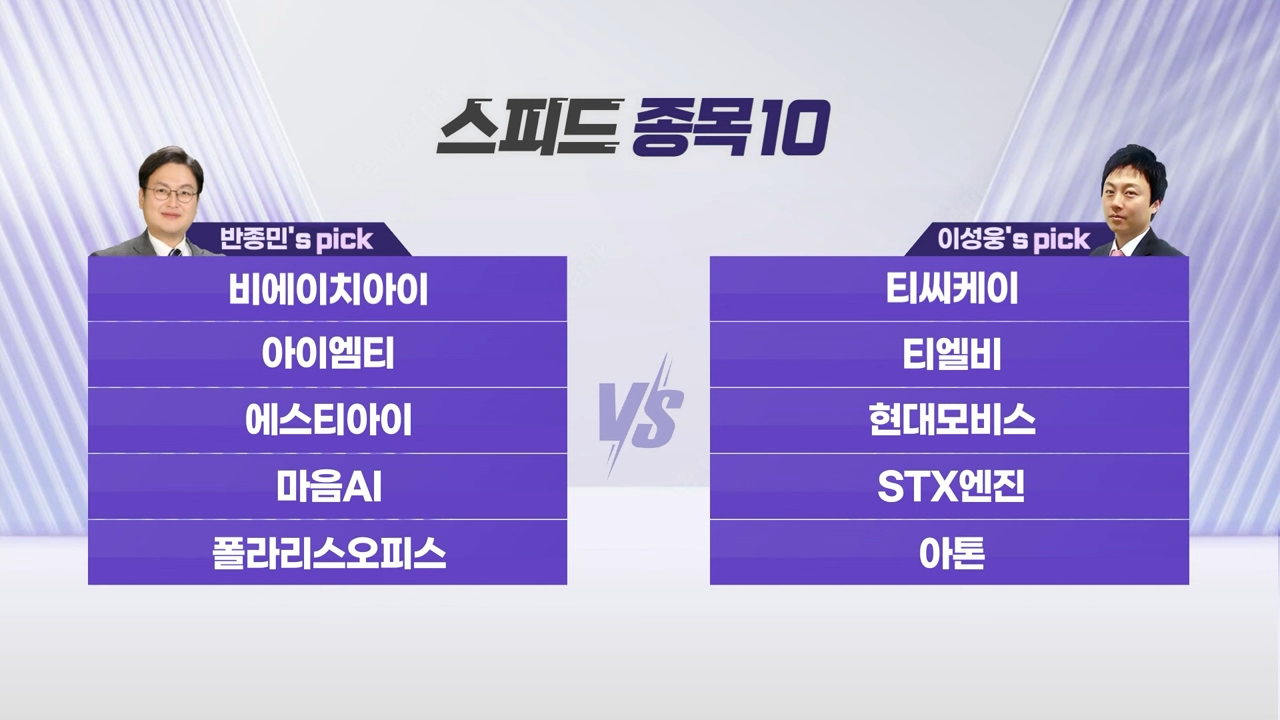 스피드 종목10
반종민's pick
비에이치아이
아이엠티
에스티아이
마음AI
폴라리스오피스
VS
이성웅's pick
티씨케이
티엘비
현대모비스
STX엔진
아톤